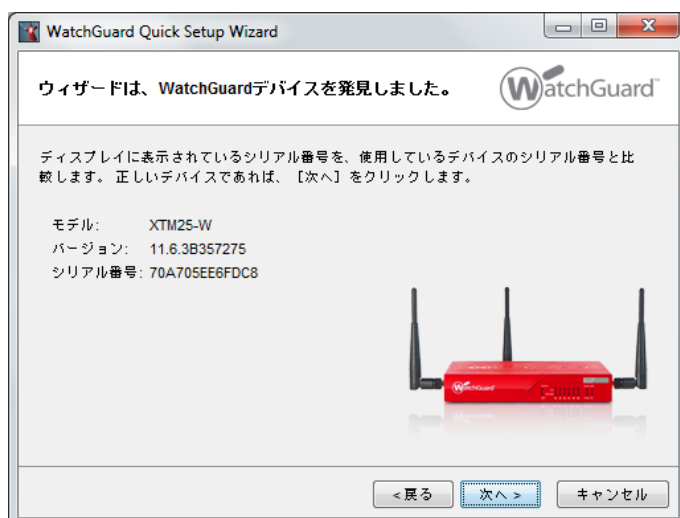 WatchGuard Quick Setup Wizard
ウィザードは、WatchGuardデバイスを発見しました。
WatchGuard
ディスプレイに表示されているシリアル番号を、使用しているデバイスのシリアル番号と比
較します。 正しいデバイスであれば、 [次へ] をクリックします。
モデル: XTM25-W
バージョン: 11.6.3B357275
シリアル番号: 70A705EE6FDC8
WatchGuard
<戻る 次へ > キャンセル